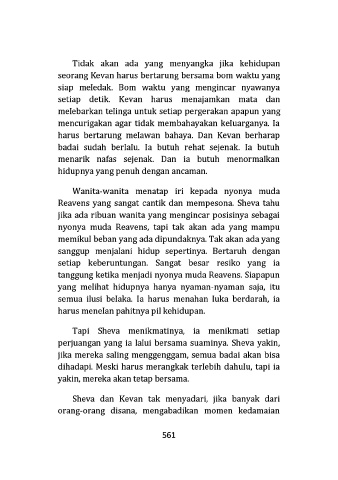 Tidak akan ada yang menyangka jika kehidupan
seorang Kevan harus bertarung bersama bom waktu yang
siap meledak. Bom waktu yang mengincar nyawanya
setiap detik. Kevan harus menajamkan mata dan
melebarkan telinga untuk setiap pergerakan apapun yang
mencurigakan agar tidak membahayakan keluarganya. Ia
harus bertarung melawan bahaya. Dan Kevan berharap
badai sudah berlalu. Ia butuh rehat sejenak. Ia butuh
menarik nafas sejenak. Dan ia butuh menormalkan
hidupnya yang penuh dengan ancaman.
Wanita-wanita menatap iri kepada nyonya muda
Reavens yang sangat cantik dan mempesona. Sheva tahu
jika ada ribuan wanita yang mengincar posisinya sebagai
nyonya muda Reavens, tapi tak akan ada yang mampu
memikul beban yang ada dipundaknya. Tak akan ada yang
sanggup menjalani hidup sepertinya. Bertaruh dengan
setiap keberuntungan. Sangat besar resiko yang ia
tanggung ketika menjadi nyonya muda Reavens. Siapapun
yang melihat hidupnya hanya nyaman-nyaman saja, itu
semua ilusi belaka. Ia harus menahan luka berdarah, ia
harus menelan pahitnya pil kehidupan.
Tapi Sheva menikmatinya, ia menikmati setiap
perjuangan yang ia lalui bersama suaminya. Sheva yakin,
jika mereka saling menggenggam, semua badai akan bisa
dihadapi. Meski harus merangkak terlebih dahulu, tapi ia
yakin, mereka akan tetap bersama.
Sheva dan Kevan tak menyadari, jika banyak dari
orang-orang disana, mengabadikan momen kedamaian
561